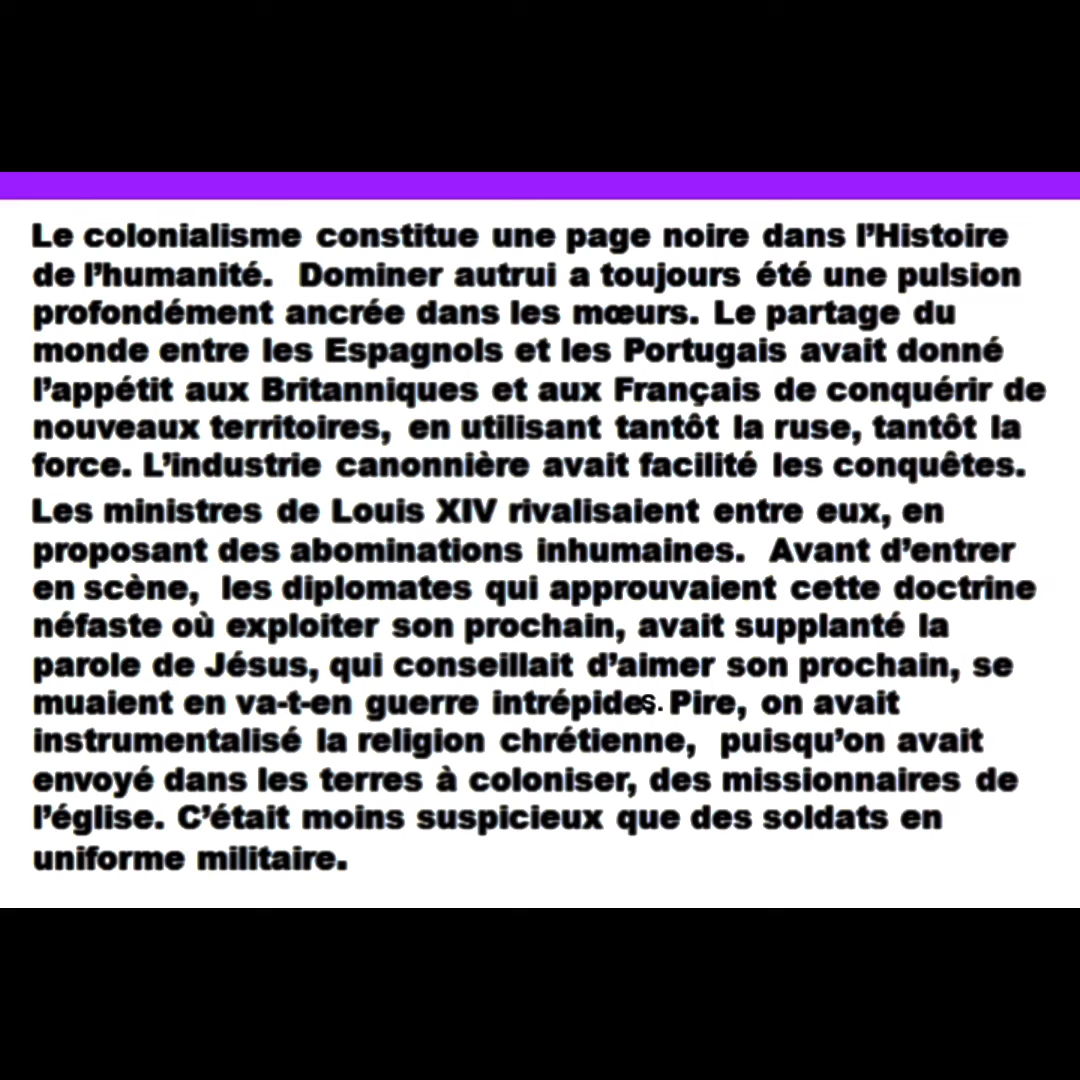 Le colonialisme constitue une page noire dans l’Histoire
de l’humanité. Dominer autrui a toujours été une pulsion
profondément ancrée dans les mœurs. Le partage du
monde entre les Espagnols et les Portugais avait donné
l’appétit aux Britanniques et aux Français de conquérir de
nouveaux territoires, en utilisant tantôt la ruse, tantôt la
force. L’industrie canonnière avait facilité les conquêtes.
Les ministres de Louis XIV rivalisaient entre eux, en
proposant des abominations inhumaines. Avant d’entrer
en scène, les diplomates qui approuvaient cette doctrine
néfaste où exploiter son prochain, avait supplanté la
parole de Jésus, qui conseillait d’aimer son prochain, se
muaient en va-t-en guerre intrépides. Pire, on avait
instrumentalisé la religion chrétienne, puisqu’on avait
envoyé dans les terres à coloniser, des missionnaires de
l’église. C’était moins suspicieux que des soldats en
uniforme militaire.